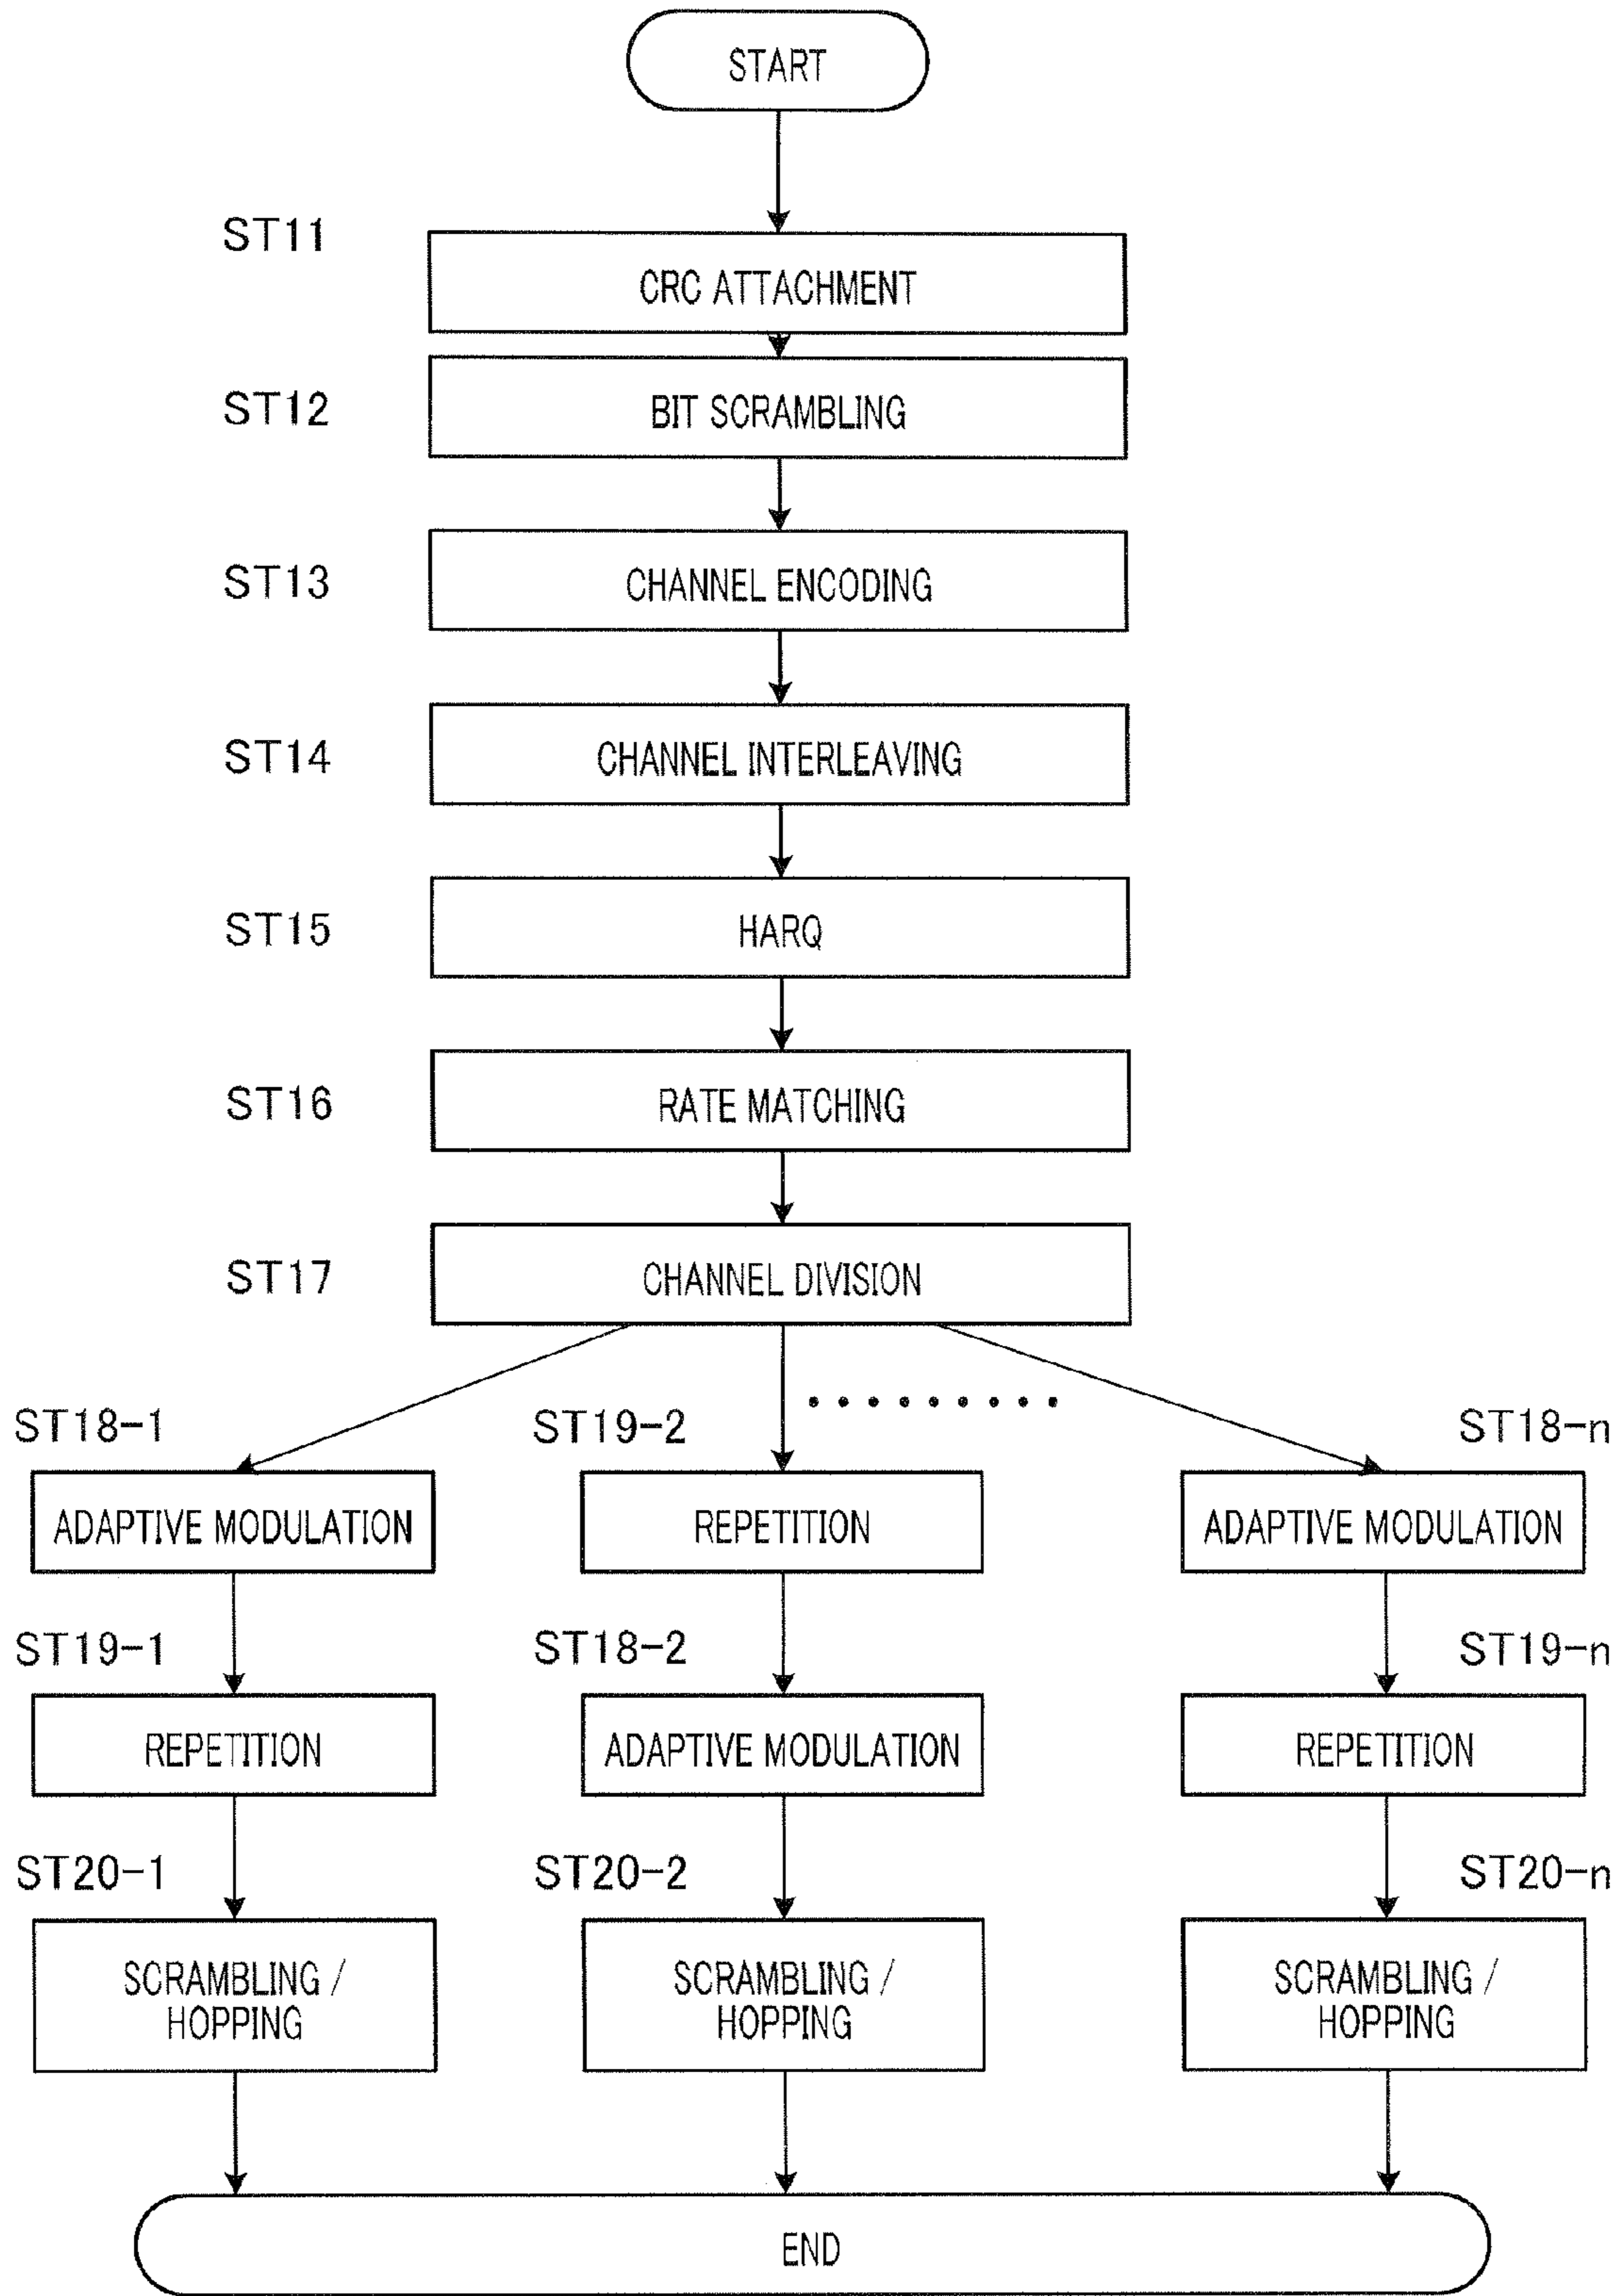 START
ST11
CRC ATTACHMENT
ST12
BIT SCRAMBLING
ST13
CHANNEL ENCODING
ST14
CHANNEL INTERLEAVING
ST15
HARQ
ST16
RATE MATCHING
ST17
CHANNEL DIVISION
ST18-1
ST19-2
ST18-n
ADAPTIVE MODULATION
REPETITION
ADAPTIVE MODULATION
ST19-1
ST18-2
ST19-n
REPETITION
ADAPTIVE MODULATION
REPETITION
ST20-1
ST20-2
ST20-n
SCRAMBLING /
HOPPING
SCRAMBLING /
HOPPING
SCRAMBLING /
HOPPING
END